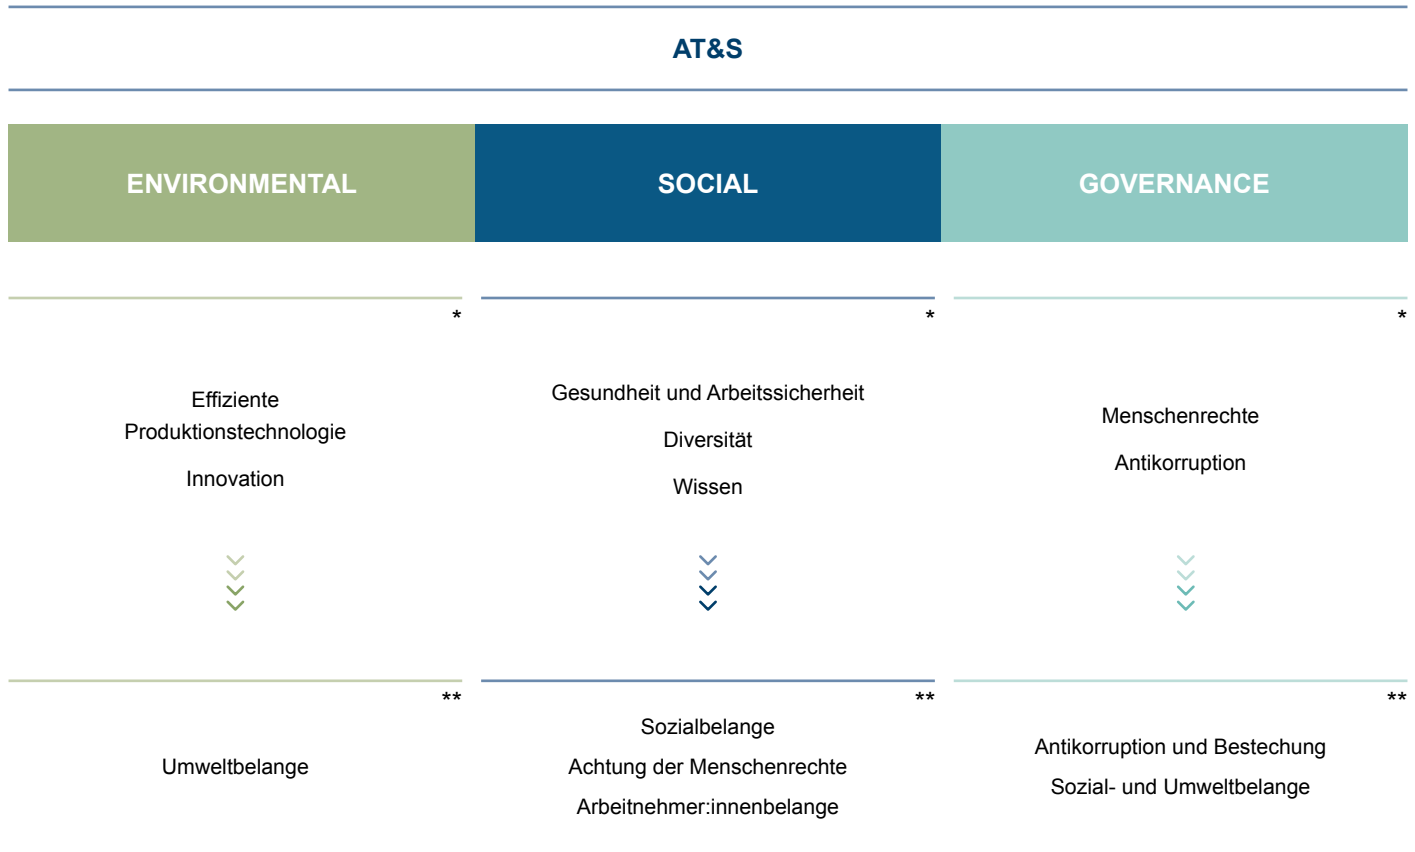 AT&S
ENVIRONMENTAL
SOCIAL
GOVERNANCE
*
*
*
Effiziente
Produktionstechnologie
Innovation
Gesundheit und Arbeitssicherheit
Diversität
Wissen
Menschenrechte
Antikorruption
**
**
**
Umweltbelange
Sozialbelange
Achtung der Menschenrechte
Arbeitnehmer:innenbelange
Antikorruption und Bestechung
Sozial- und Umweltbelange